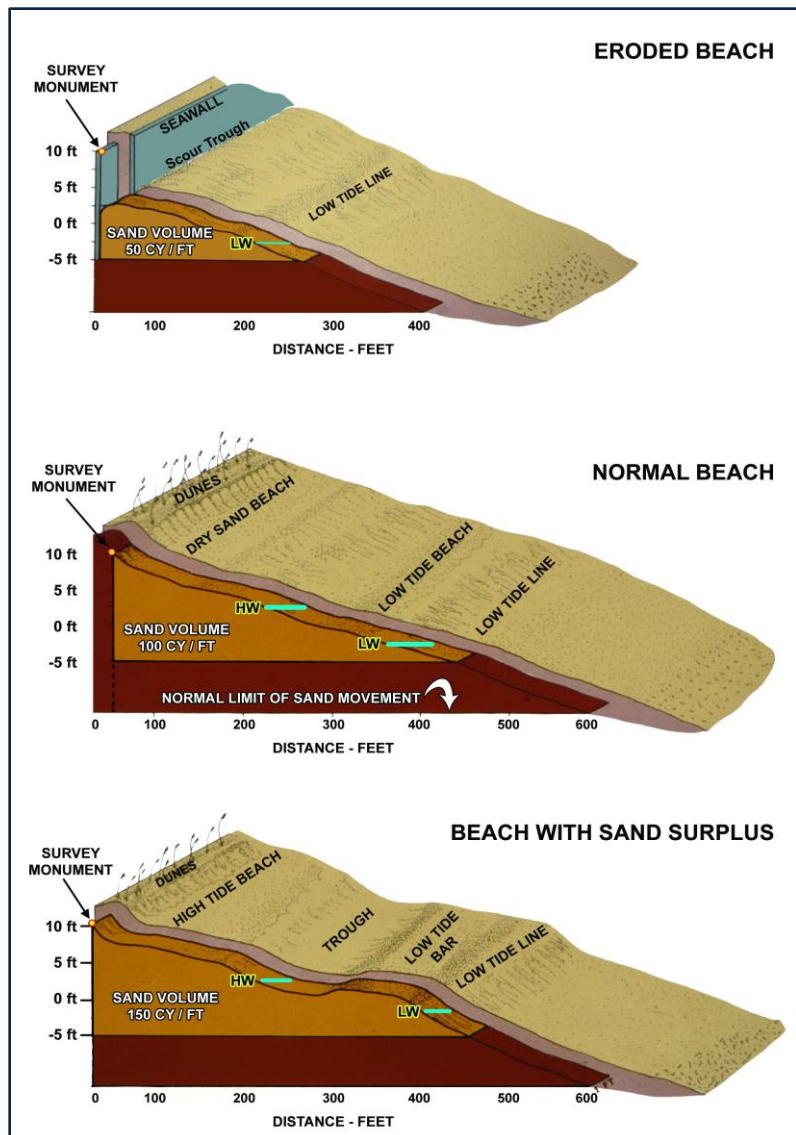 ERODED BEACH
SURVEY
MONUMENT
SEAWALL
Scour Trough
LOW TIDE LINE
10 ft
5 ft
0 ft
-5 ft
SAND VOLUME
50 CY / FT
LW
0 100 200 300 400
DISTANCE - FEET
NORMAL BEACH
SURVEY
MONUMENT
DUNES
DRY SAND BEACH
LOW TIDE BEACH
LOW TIDE LINE
10 ft
5 ft
0 ft
-5 ft
HW
SAND VOLUME
100 CY / FT
LW
NORMAL LIMIT OF SAND MOVEMENT
0 100 200 300 400 500 600
DISTANCE - FEET
BEACH WITH SAND SURPLUS
SURVEY
MONUMENT
DUNES
HIGH TIDE BEACH
TROUGH
LOW TIDE
BAR
LOW TIDE LINE
10 ft
5 ft
0 ft
-5 ft
HW
SAND VOLUME
150 CY / FT
LW
0 100 200 300 400 500 600
DISTANCE - FEET